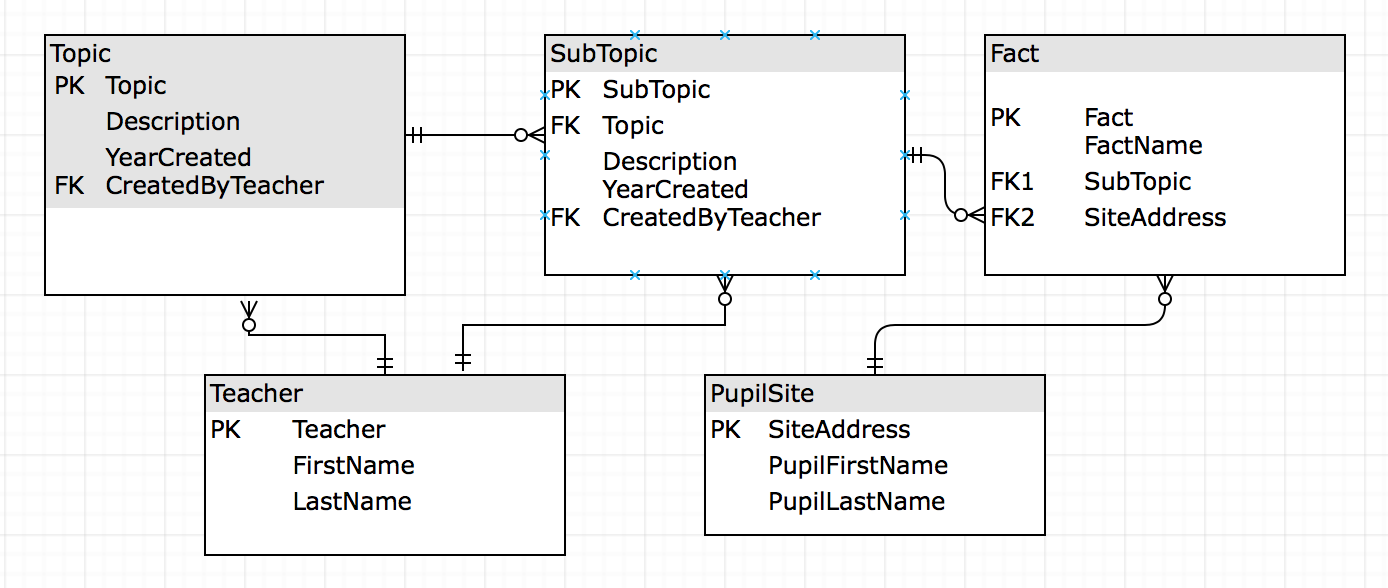 Topic
PK Topic
Description
YearCreated
FK CreatedByTeacher
SubTopic
PK SubTopic
FK Topic
Description
YearCreated
FK CreatedByTeacher
Fact
PK Fact
FactName
FK1 SubTopic
FK2 SiteAddress
Teacher
PK Teacher
FirstName
LastName
PupilSite
PK SiteAddress
PupilFirstName
PupilLastName